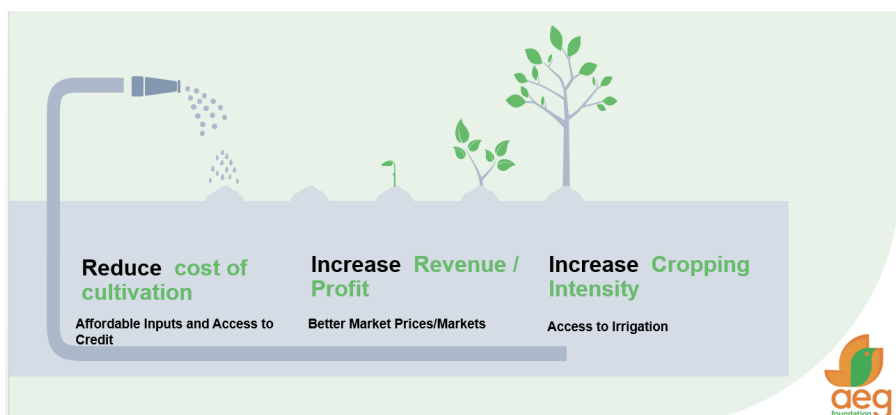 Reduce cost of
cultivation
Affordable Inputs and Access to
Credit
Increase Revenue /
Profit
Better Market Prices/Markets
Increase Cropping
Intensity
Access to Irrigation
aeq
foundation